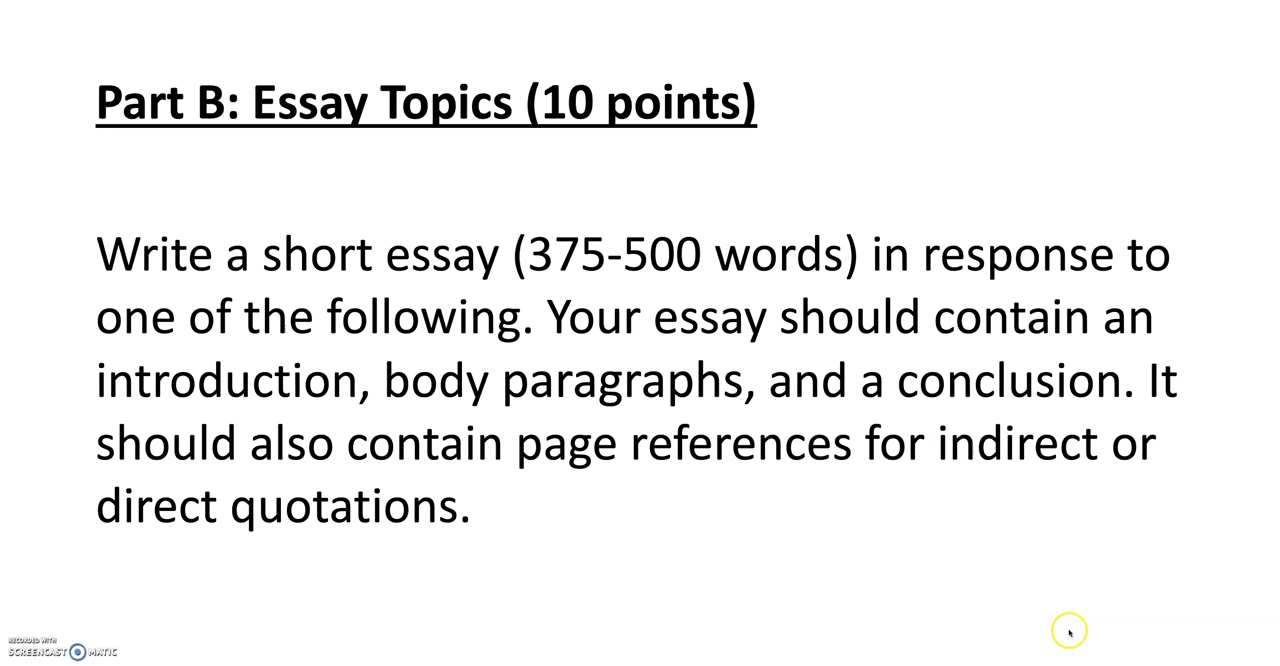 Part B: Essay Topics (10 points)
Write a short essay (375-500 words) in response to
one of the following. Your essay should contain an
introduction, body paragraphs, and a conclusion. It
should also contain page references for indirect or
direct quotations.
RECORDED WITH
SCREENCAST MATIC